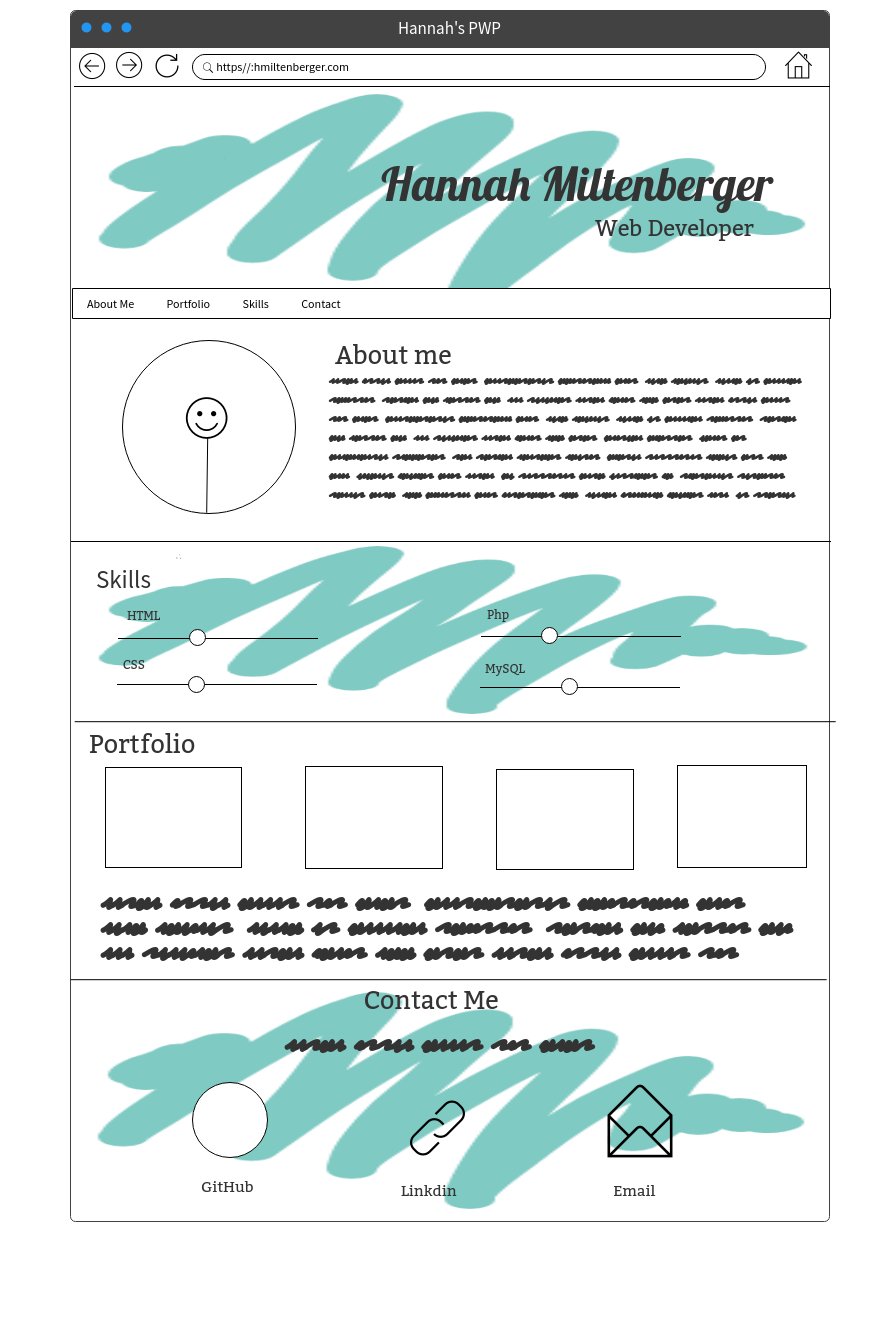 Hannah's PWP
https//:hmiltenberger.com
Hannah Miltenberger
Web Developer
About Me Portfolio Skills Contact
About me
Skills
HTML
Php
CSS
MySQL
Portfolio
Contact Me
GitHub
Linkdin
Email